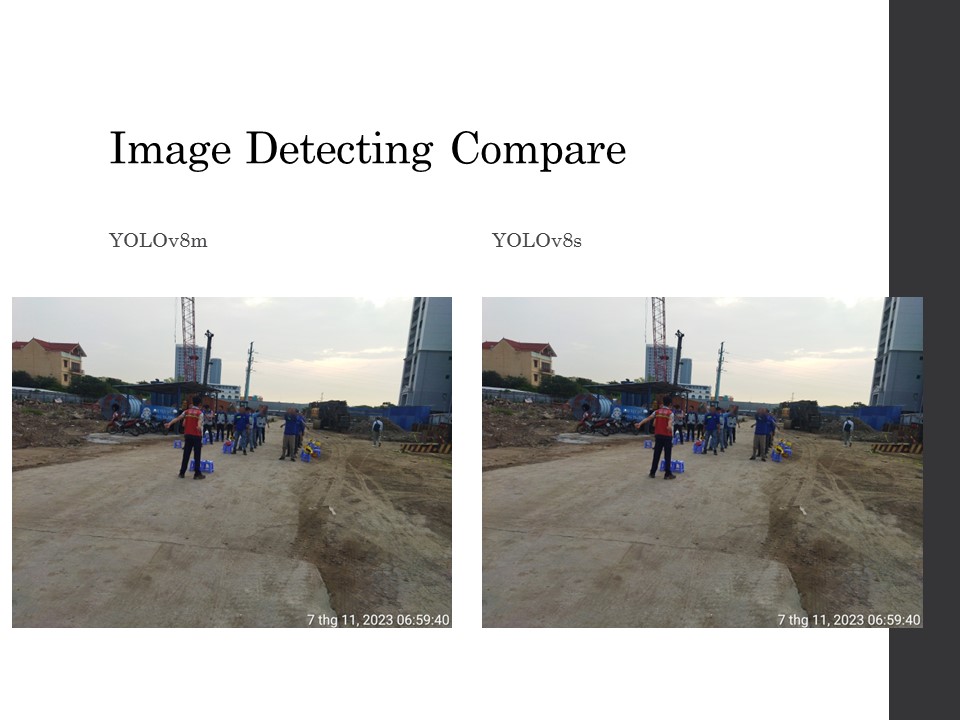 Image Detecting Compare
YOLOv8m
YOLOv8s
7 thg 11, 2023 06:59:40
7 thg 11, 2023 06:59:40